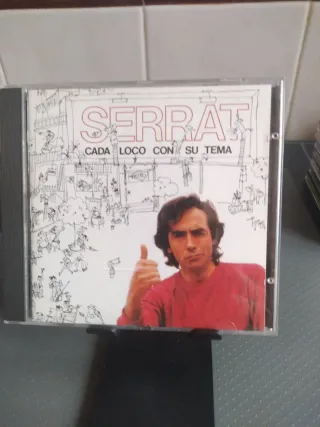 SERRAT
CADA LOCO CON SU TEMA